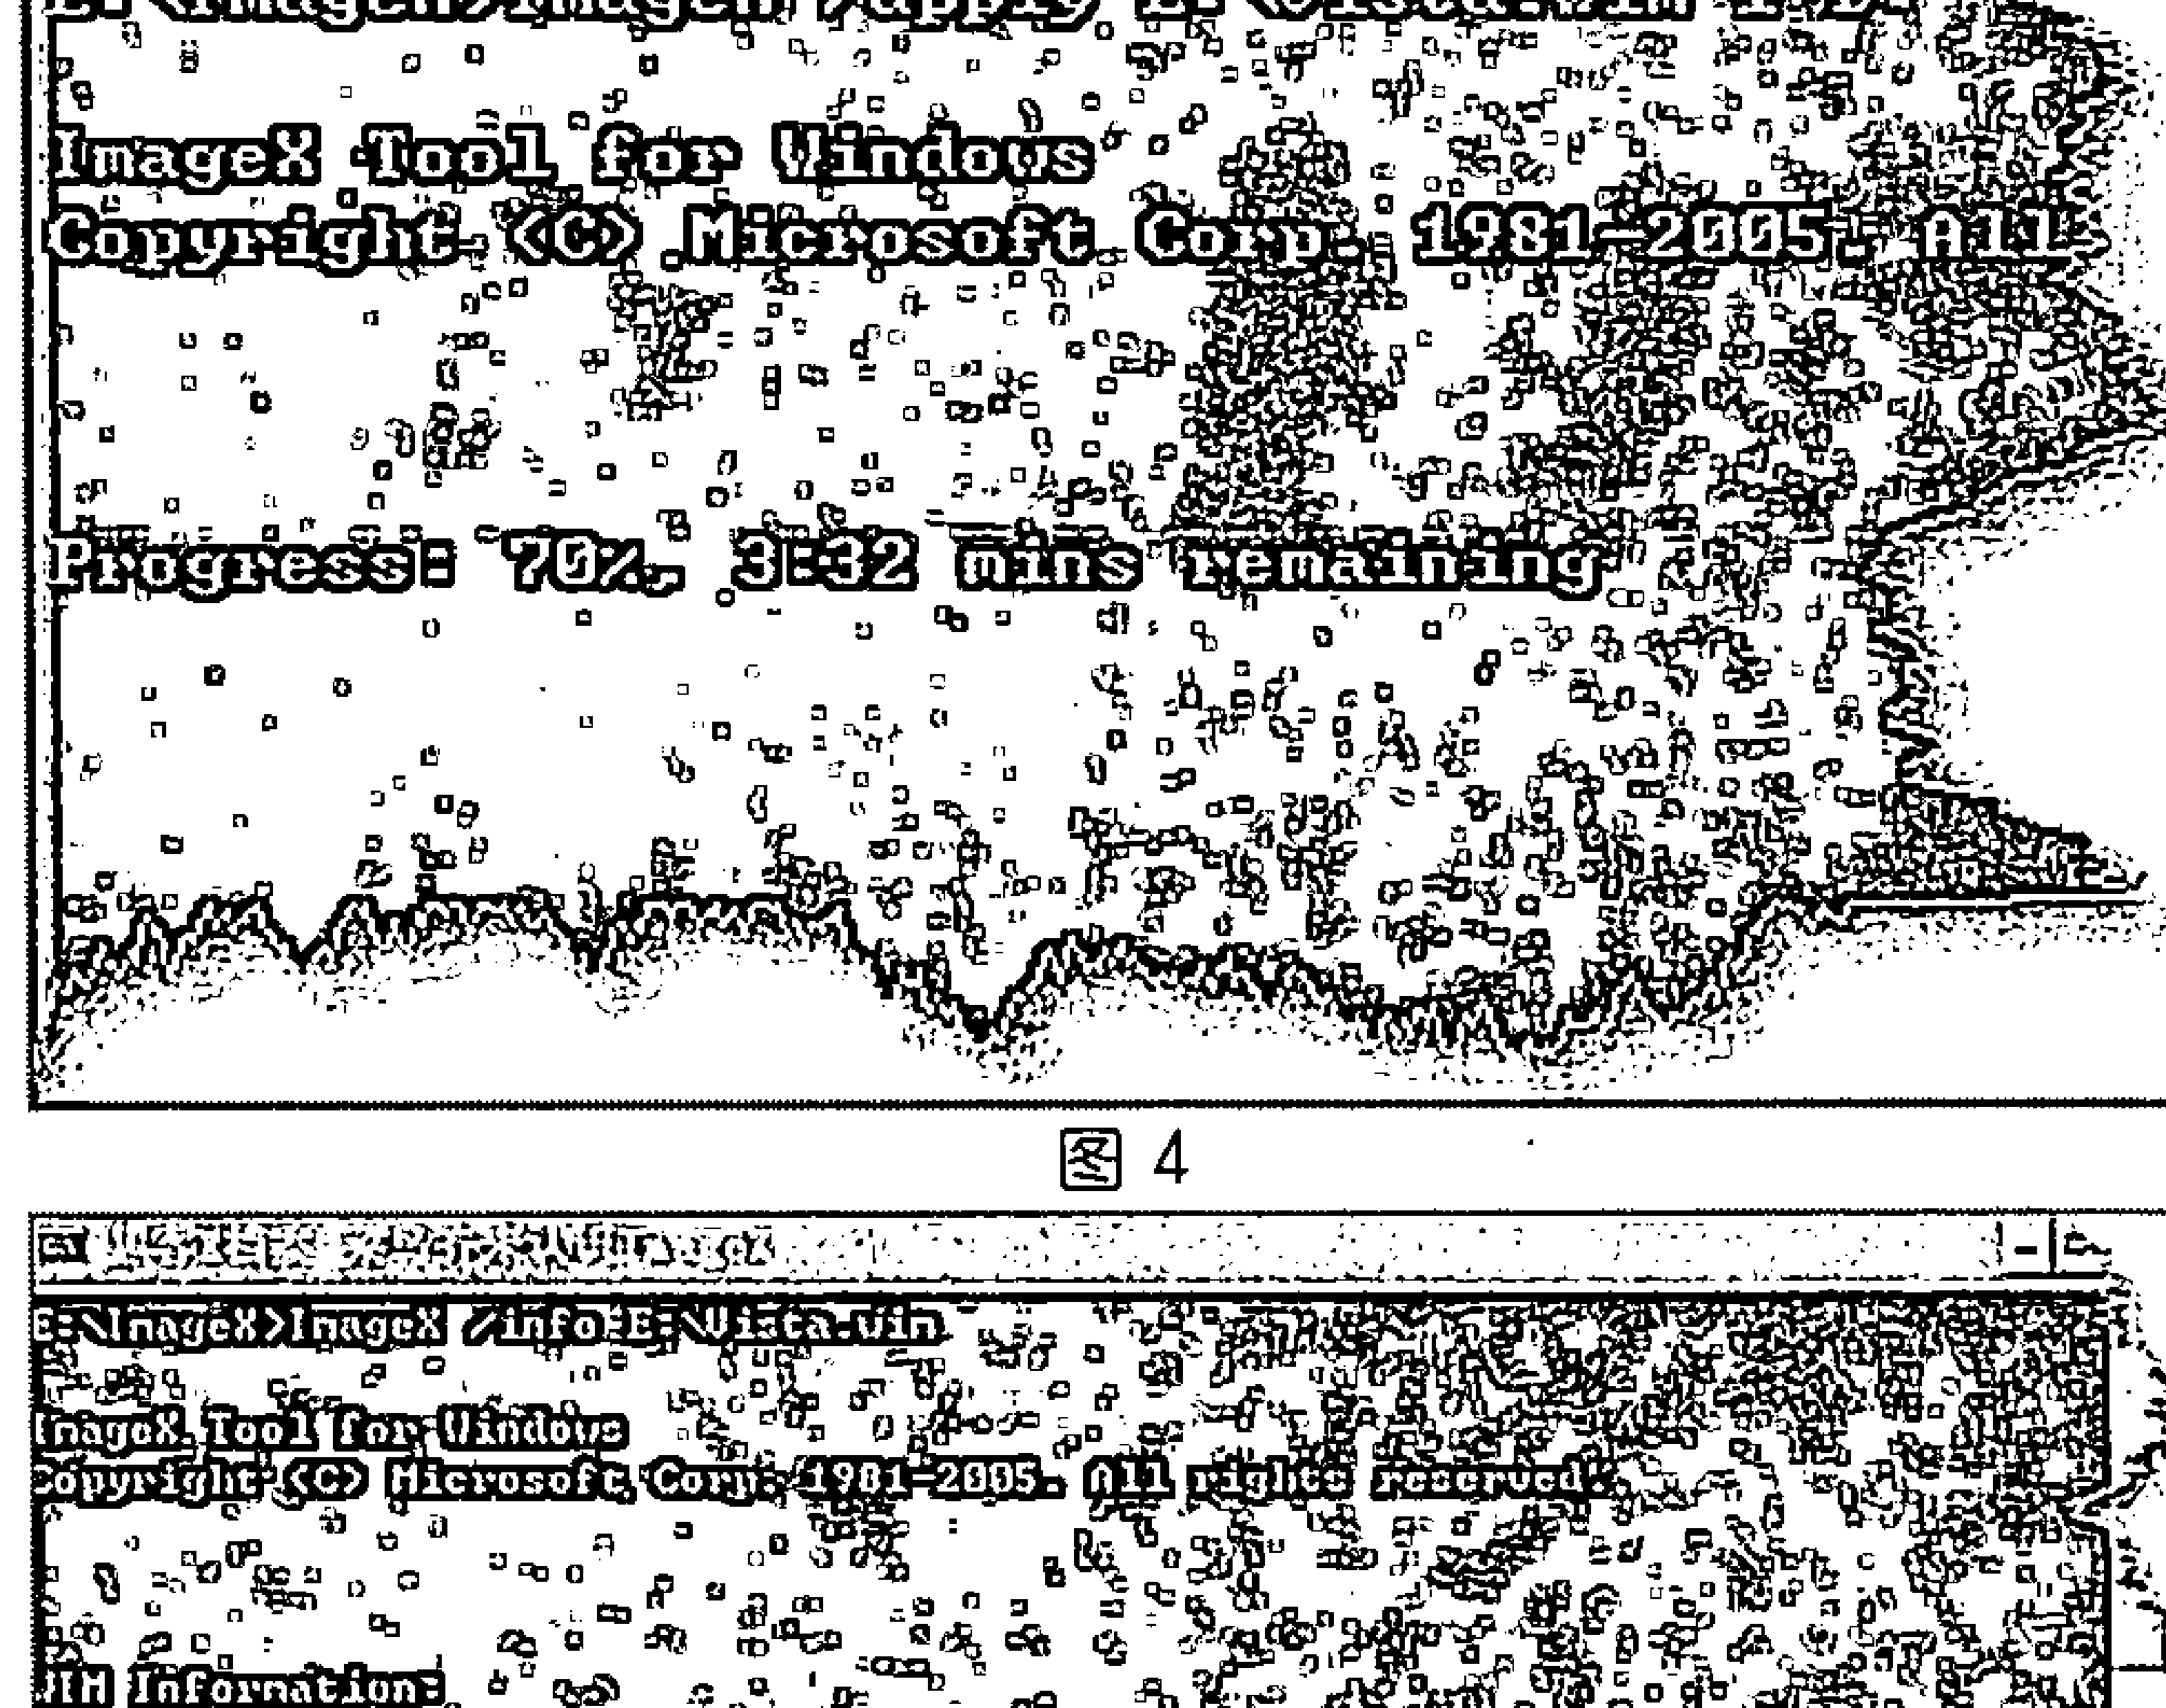 ImageX Tool for Windows
Copyright (C) Microsoft Corp. 1981-2005. All
Progress: 70%, 3:32 mins remaining
图 4
E:\ImageX>ImageX /info E:\Vista.wim
ImageX Tool for Windows
Copyright (C) Microsoft Corp. 1981-2005. All rights reserved.
WIM Information: